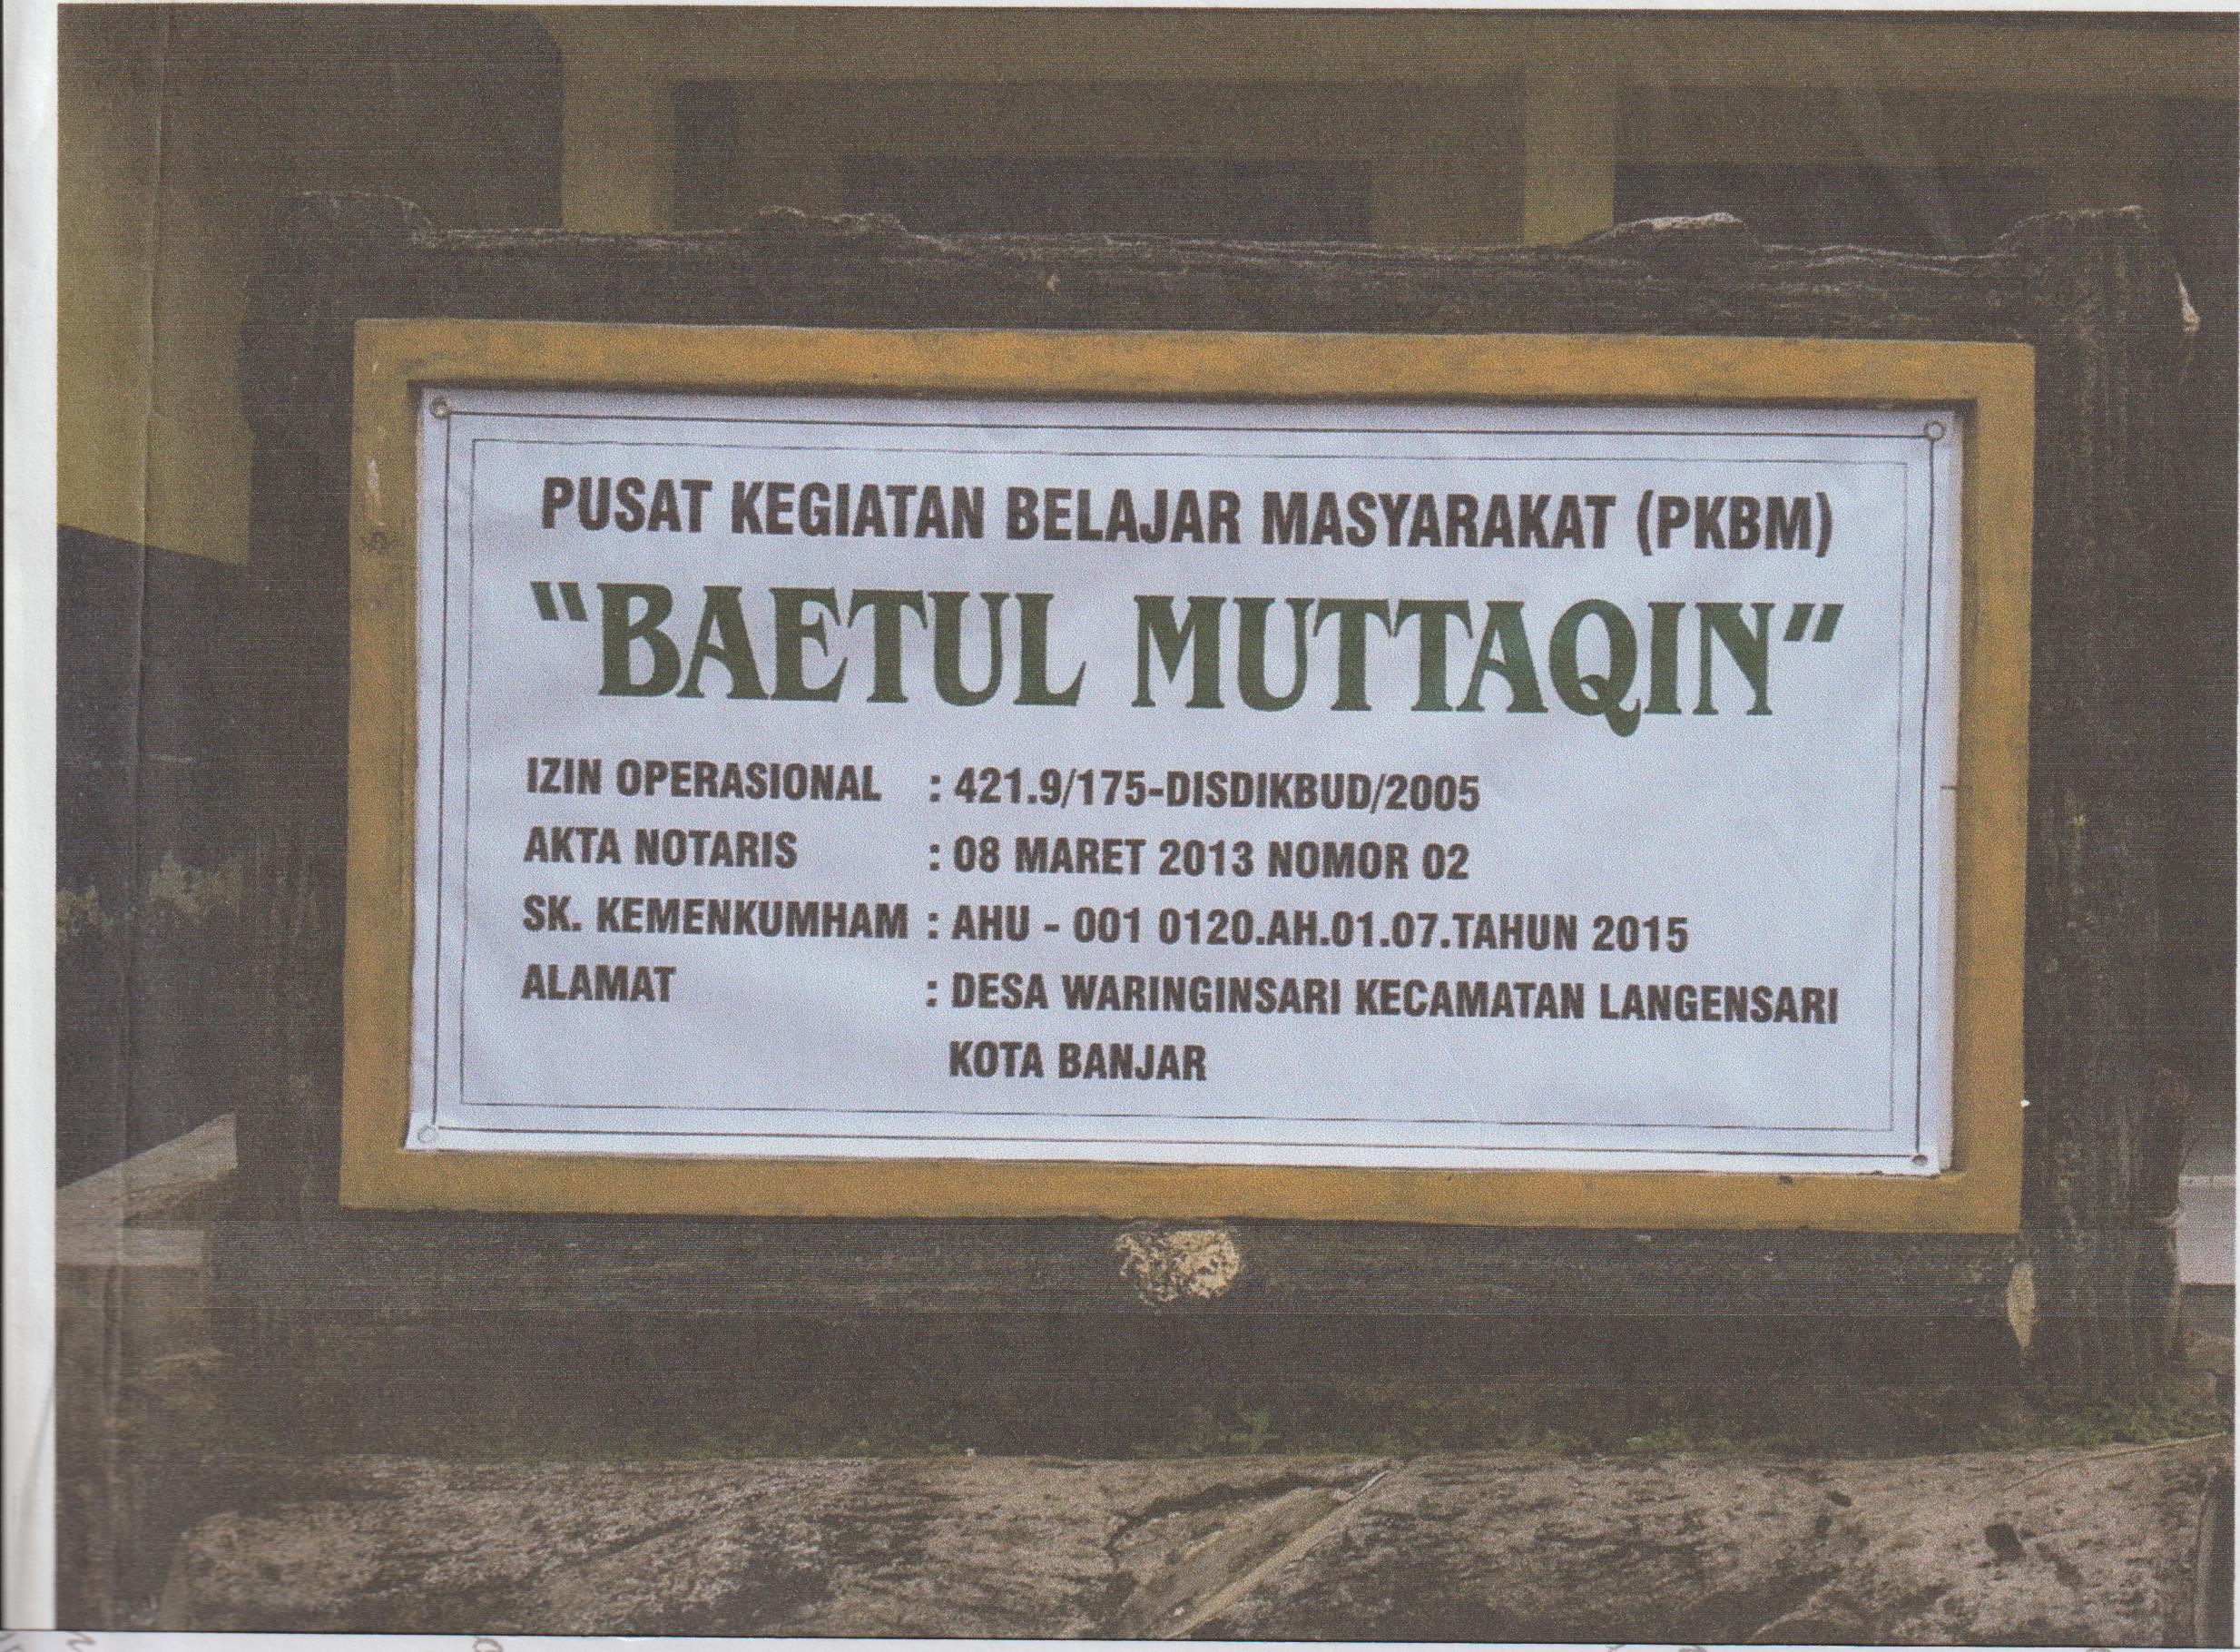 PUSAT KEGIATAN BELAJAR MASYARAKAT (PKBM)
"BAETUL MUTTAQIN"
IZIN OPERASIONAL : 421.9/175-DISDIKBUD/2005
AKTA NOTARIS : 08 MARET 2013 NOMOR 02
SK. KEMENKUMHAM : AHU - 001 0120.AH.01.07.TAHUN 2015
ALAMAT : DESA WARINGINSARI KECAMATAN LANGENSARI
KOTA BANJAR